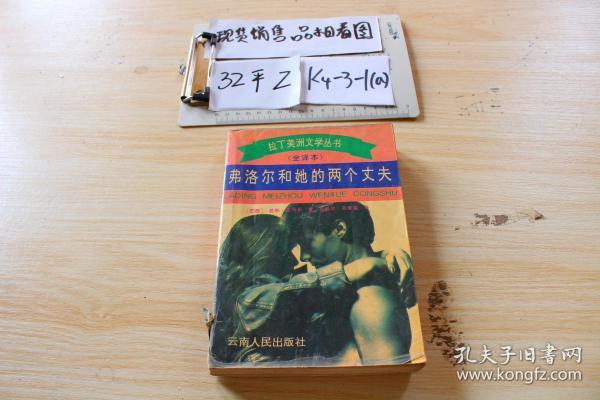 现货销售 品相看图
32平Z K4-3-1(a)
拉丁美洲文学丛书
(全译本)
弗洛尔和她的两个丈夫
LADING MEIZHOU WENXUE CONGSHU
云南人民出版社
孔夫子旧书网
www.kongfz.com